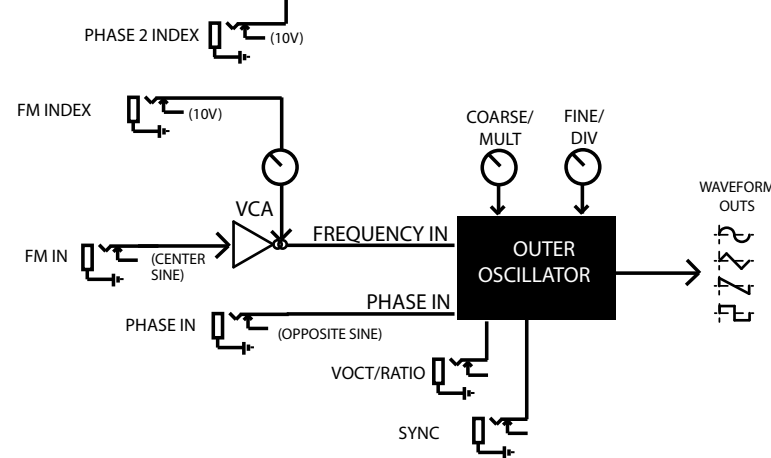 PHASE 2 INDEX
(10V)
FM INDEX
(10V)
COARSE/
MULT
FINE/
DIV
WAVEFORM
OUTS
VCA
FREQUENCY IN
FM IN
(CENTER
SINE)
OUTER
OSCILLATOR
PHASE IN
PHASE IN
(OPPOSITE SINE)
VOCT/RATIO
SYNC